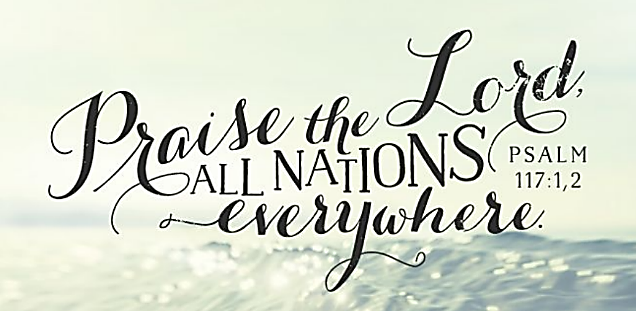 Praise the Lord,
ALL NATIONS
everywhere.
PSALM
117:1,2